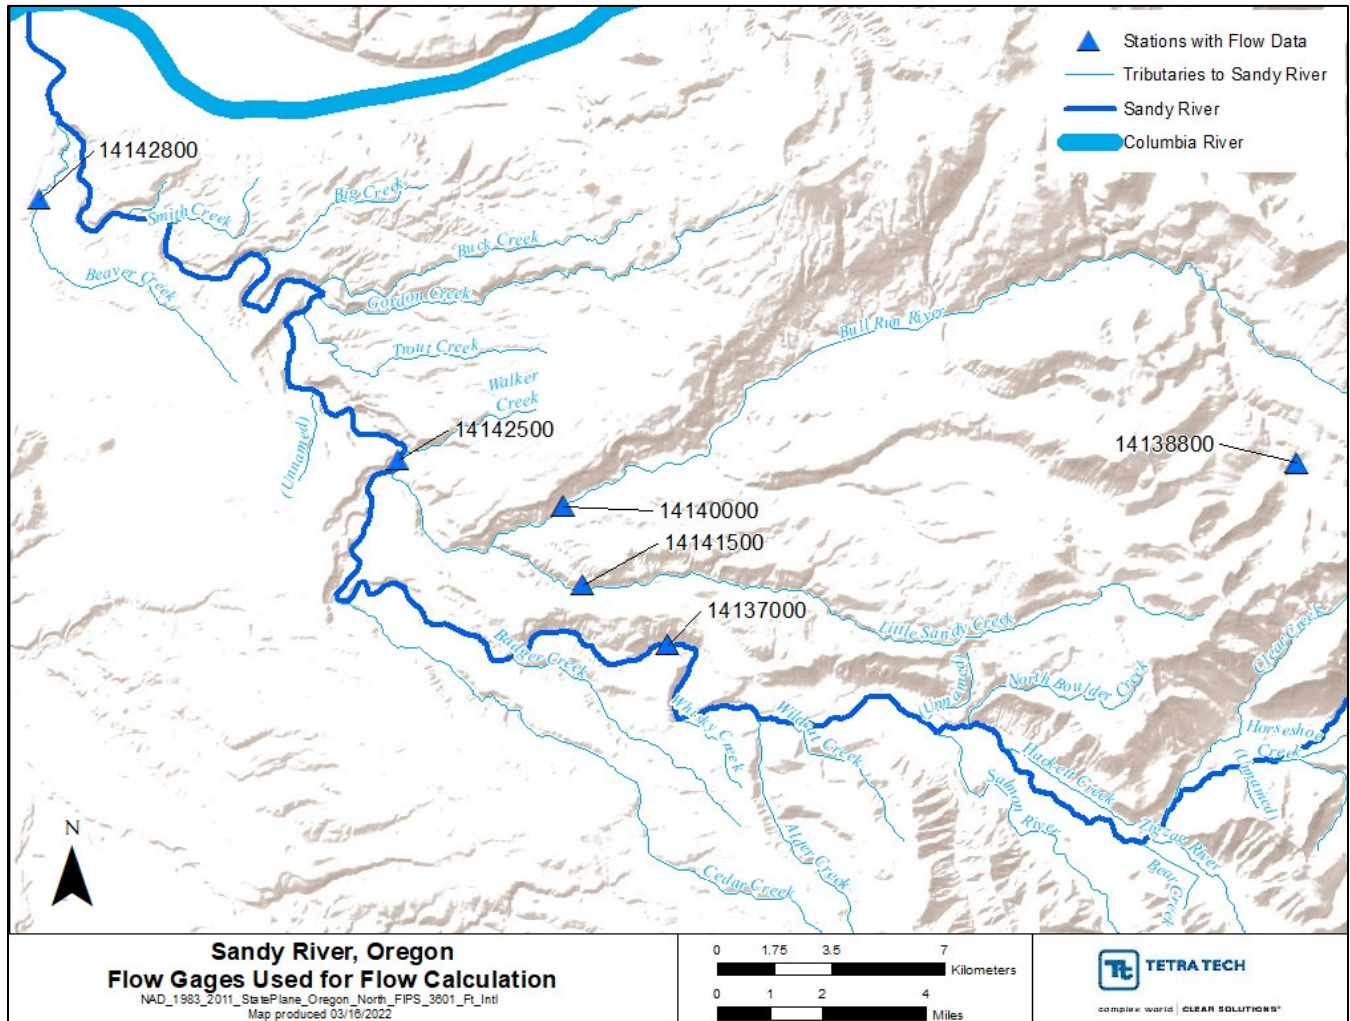 Stations with Flow Data
Tributaries to Sandy River
Sandy River
Columbia River
14142800
Big Creek
Smith Creek
Buck Creek
Beaver Creek
Gordon Creek
Bull Run River
Trout Creek
Walker
Creek
14142500
(Unnamed)
14138800
14140000
14141500
14137000
Little Sandy Creek
Badger Creek
Clear Creek
(Unnamed)
North Boulder Creek
Whisky Creek
Wildcat Creek
Horseshoe
Creek
(Unnamed)
Hackett Creek
Salmon River
Zigzag River
Alder Creek
Bear Creek
Cedar Creek
N
Sandy River, Oregon
Flow Gages Used for Flow Calculation
NAD_1983_2011_StatePlane_Oregon_North_FIPS_3601_Ft_Intl
Map produced 03/16/2022
0 1.75 3.5 7
Kilometers
0 1 2 4
Miles
Tt TETRA TECH
complex world | CLEAR SOLUTIONS®